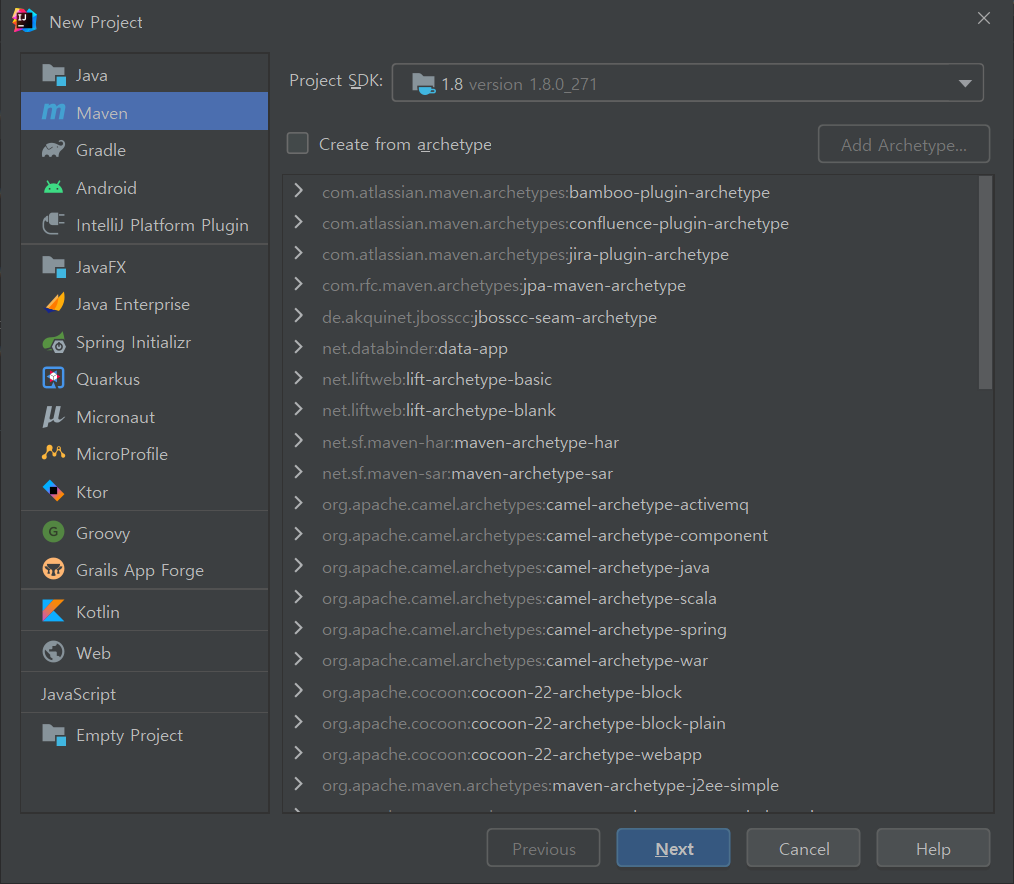 New Project
Java
Maven
Gradle
Android
IntelliJ Platform Plugin
JavaFX
Java Enterprise
Spring Initializr
Quarkus
Micronaut
MicroProfile
Ktor
Groovy
Grails App Forge
Kotlin
Web
JavaScript
Empty Project
Project SDK: 1.8 version 1.8.0_271
Create from archetype
Add Archetype...
com.atlassian.maven.archetypes:bamboo-plugin-archetype
com.atlassian.maven.archetypes:confluence-plugin-archetype
com.atlassian.maven.archetypes:jira-plugin-archetype
com.rfc.maven.archetypes:jpa-maven-archetype
de.akquinet.jbosscc:jbosscc-seam-archetype
net.databinder:data-app
net.liftweb:lift-archetype-basic
net.liftweb:lift-archetype-blank
net.sf.maven-har:maven-archetype-har
net.sf.maven-sar:maven-archetype-sar
org.apache.camel.archetypes:camel-archetype-activemq
org.apache.camel.archetypes:camel-archetype-component
org.apache.camel.archetypes:camel-archetype-java
org.apache.camel.archetypes:camel-archetype-scala
org.apache.camel.archetypes:camel-archetype-spring
org.apache.camel.archetypes:camel-archetype-war
org.apache.cocoon:cocoon-22-archetype-block
org.apache.cocoon:cocoon-22-archetype-block-plain
org.apache.cocoon:cocoon-22-archetype-webapp
org.apache.maven.archetypes:maven-archetype-j2ee-simple
Previous
Next
Cancel
Help